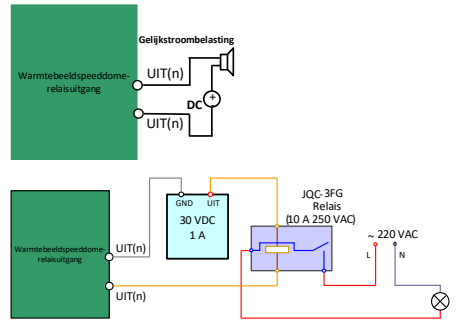 Gelijkstroombelasting
Warmtebeeldspeeddome-
relaisuitgang
UIT(n)
DC
+
UIT(n)
Warmtebeeldspeeddome-
relaisuitgang
UIT(n)
UIT(n)
GND UIT
30 VDC
1 A
JQC-3FG
Relais
(10 A 250 VAC)
~ 220 VAC
L N